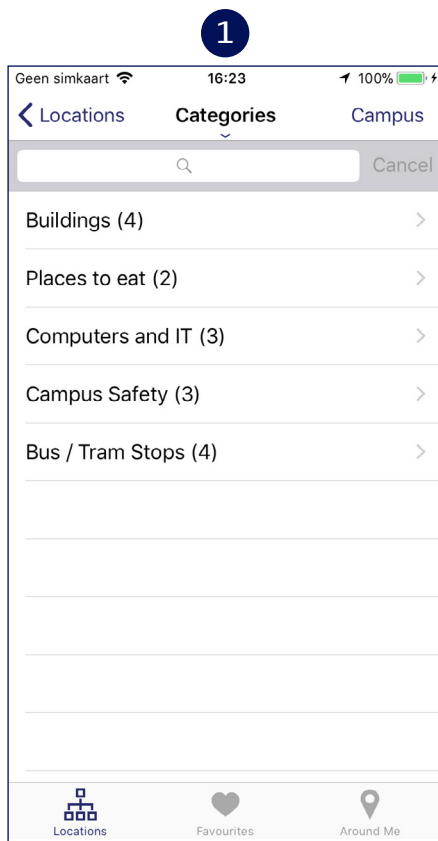 1
Geen simkaart 16:23 100%
Locations Categories Campus
Cancel
Buildings (4)
Places to eat (2)
Computers and IT (3)
Campus Safety (3)
Bus / Tram Stops (4)
Locations Favourites Around Me